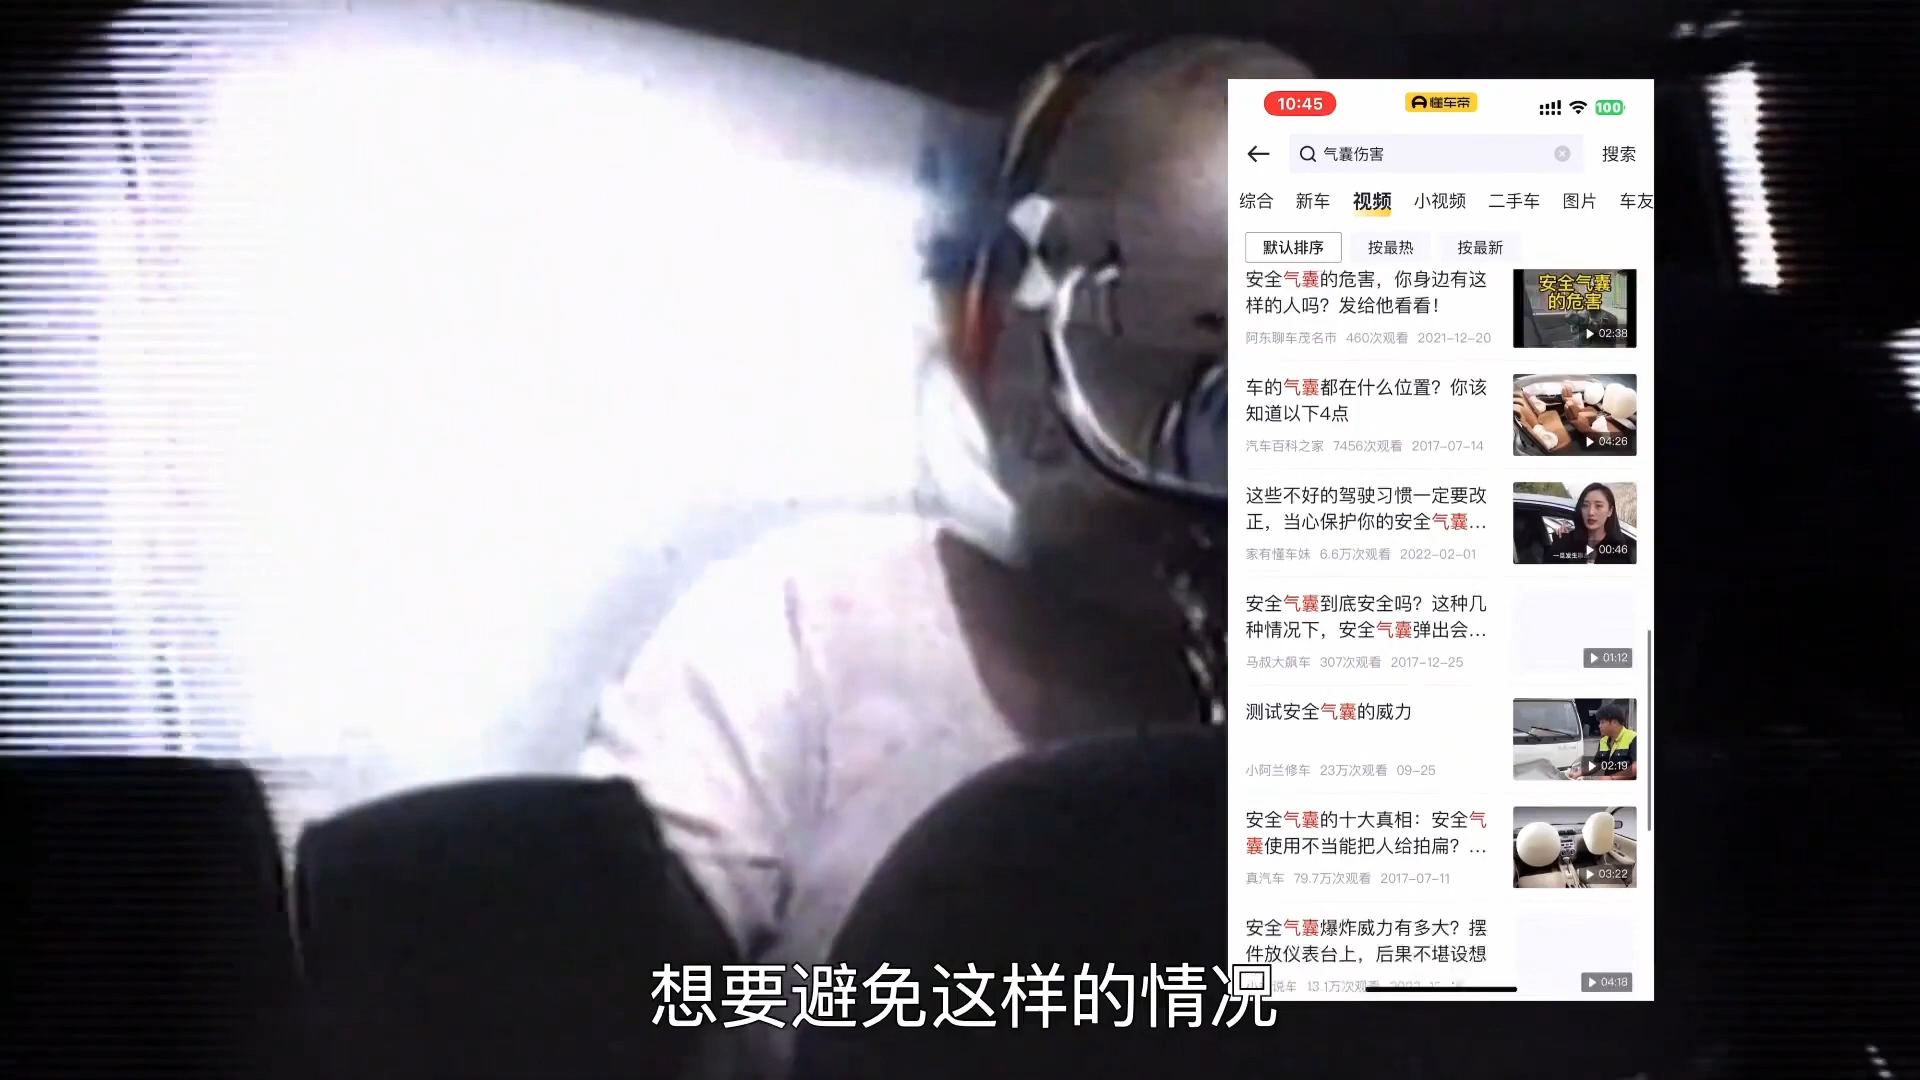 10:45
懂车帝
100
气囊伤害
搜索
综合 新车 视频 小视频 二手车 图片 车友
默认排序 按最热 按最新
安全气囊的危害，你身边有这
样的人吗？发给他看看！
阿东聊车茂名市 460次观看 2021-12-20
安全气囊
的危害
02:38
车的气囊都在什么位置？你该
知道以下4点
汽车百科之家 7456次观看 2017-07-14
04:26
这些不好的驾驶习惯一定要改
正，当心保护你的安全气囊...
家有懂车妹 6.6万次观看 2022-02-01
00:46
安全气囊到底安全吗？这种几
种情况下，安全气囊弹出会...
马叔大飙车 307次观看 2017-12-25
01:12
测试安全气囊的威力
小阿兰修车 23万次观看 09-25
02:19
安全气囊的十大真相：安全气
囊使用不当能把人给拍扁？...
真汽车 79.7万次观看 2017-07-11
03:22
安全气囊爆炸威力有多大？摆
件放仪表台上，后果不堪设想
说车 13.1万次观
04:18
想要避免这样的情况